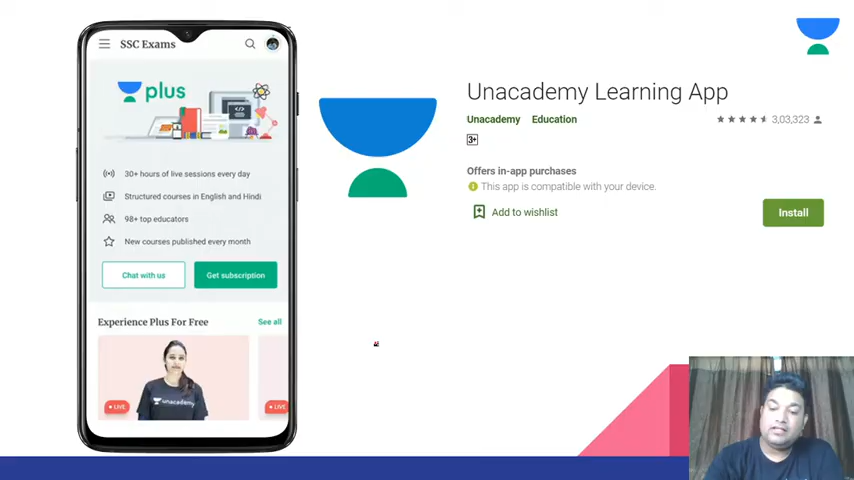 SSC Exams
plus
30+ hours of live sessions every day
Structured courses in English and Hindi
98+ top educators
New courses published every month
Chat with us
Get subscription
Experience Plus For Free
See all
unacademy
LIVE
LIVE
Unacademy Learning App
Unacademy Education
3,03,323
3+
Offers in-app purchases
This app is compatible with your device.
Add to wishlist
Install